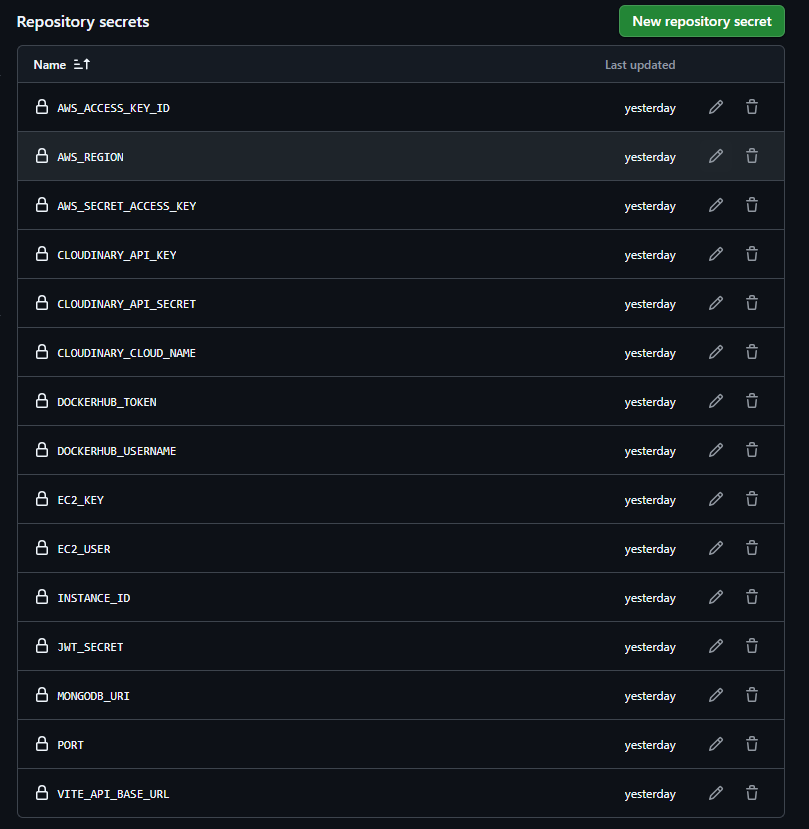 Repository secrets
New repository secret
Name
Last updated
AWS_ACCESS_KEY_ID yesterday
AWS_REGION yesterday
AWS_SECRET_ACCESS_KEY yesterday
CLOUDINARY_API_KEY yesterday
CLOUDINARY_API_SECRET yesterday
CLOUDINARY_CLOUD_NAME yesterday
DOCKERHUB_TOKEN yesterday
DOCKERHUB_USERNAME yesterday
EC2_KEY yesterday
EC2_USER yesterday
INSTANCE_ID yesterday
JWT_SECRET yesterday
MONGODB_URI yesterday
PORT yesterday
VITE_API_BASE_URL yesterday